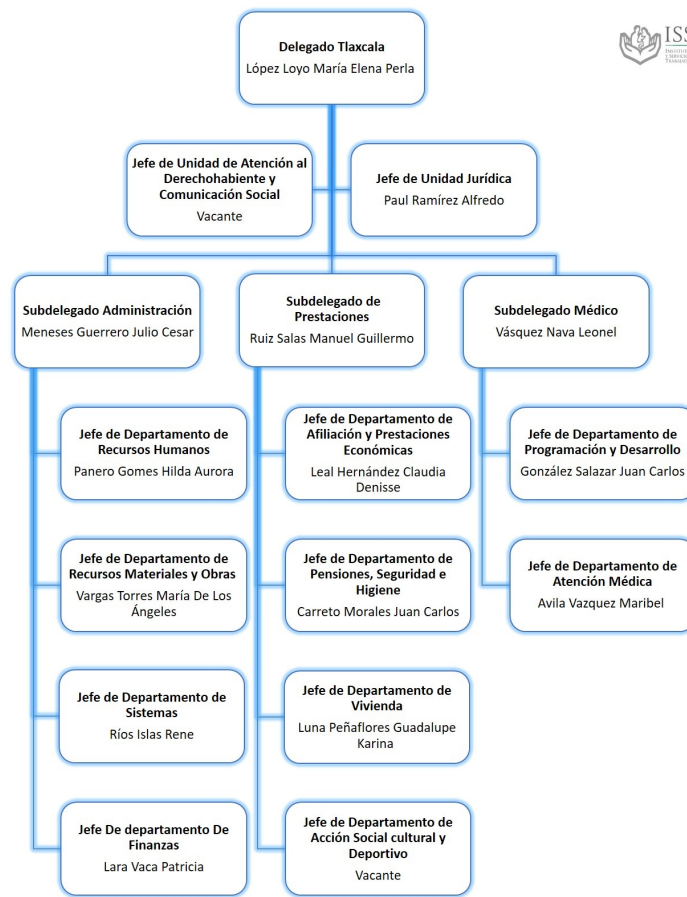 Delegado Tlaxcala
López Loyo María Elena Perla
ISS
Jefe de Unidad de Atención al
Derechohabiente y
Comunicación Social
Vacante
Jefe de Unidad Jurídica
Paul Ramírez Alfredo
Subdelegado Administración
Meneses Guerrero Julio Cesar
Subdelegado de
Prestaciones
Ruiz Salas Manuel Guillermo
Subdelegado Médico
Vásquez Nava Leonel
Jefe de Departamento de
Recursos Humanos
Panero Gomes Hilda Aurora
Jefe de Departamento de
Afiliación y Prestaciones
Económicas
Leal Hernández Claudia
Denisse
Jefe de Departamento de
Programación y Desarrollo
González Salazar Juan Carlos
Jefe de Departamento de
Recursos Materiales y Obras
Vargas Torres María De Los
Ángeles
Jefe de Departamento de
Pensiones, Seguridad e
Higiene
Carreto Morales Juan Carlos
Jefe de Departamento de
Atención Médica
Avila Vazquez Maribel
Jefe de Departamento de
Sistemas
Ríos Islas Rene
Jefe de Departamento de
Vivienda
Luna Peñaflores Guadalupe
Karina
Jefe De departamento De
Finanzas
Lara Vaca Patricia
Jefe de Departamento de
Acción Social cultural y
Deportivo
Vacante